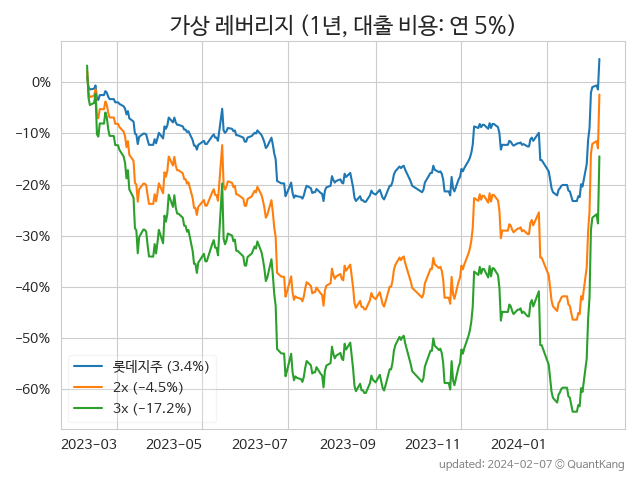 가상 레버리지 (1년, 대출 비용: 연 5%)
0%
−10%
−20%
−30%
−40%
−50%
−60%
롯데지주 (3.4%)
2x (−4.5%)
3x (−17.2%)
2023-03 2023-05 2023-07 2023-09 2023-11 2024-01
updated: 2024-02-07 © QuantKang